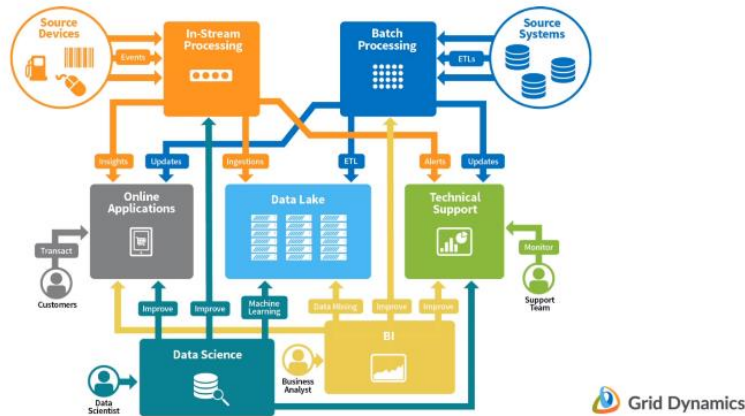 Source
Devices
Events
In-Stream
Processing
Batch
Processing
ETLs
Source
Systems
Insights
Updates
Ingestions
ETL
Alerts
Updates
Online
Applications
Data Lake
Technical
Support
Transact
Customers
Monitor
Support
Team
Improve
Improve
Machine
Learning
Data Mining
Improve
Improve
Data Science
BI
Data
Scientist
Business
Analyst
Grid Dynamics